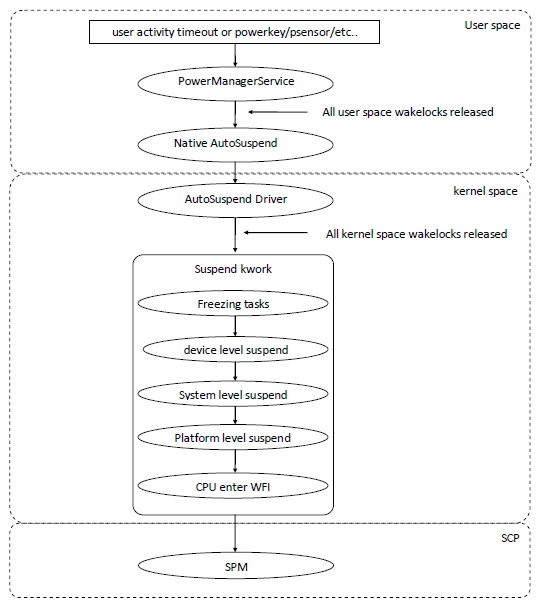 User space
user activity timeout or powerkey/psensor/etc..
PowerManagerService
All user space wakelocks released
Native AutoSuspend
kernel space
AutoSuspend Driver
All kernel space wakelocks released
Suspend kwork
Freezing tasks
device level suspend
System level suspend
Platform level suspend
CPU enter WFI
SCP
SPM